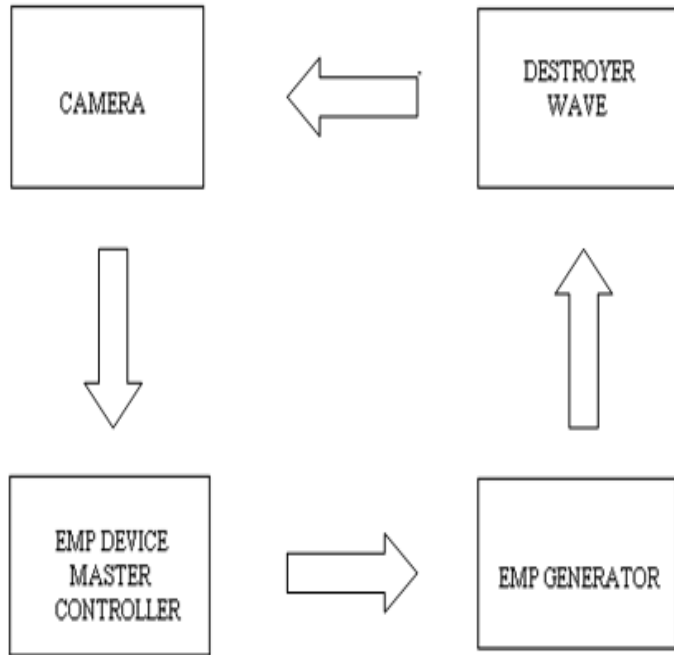 CAMERA
DESTROYER
WAVE
EMP DEVICE
MASTER
CONTROLLER
EMP GENERATOR